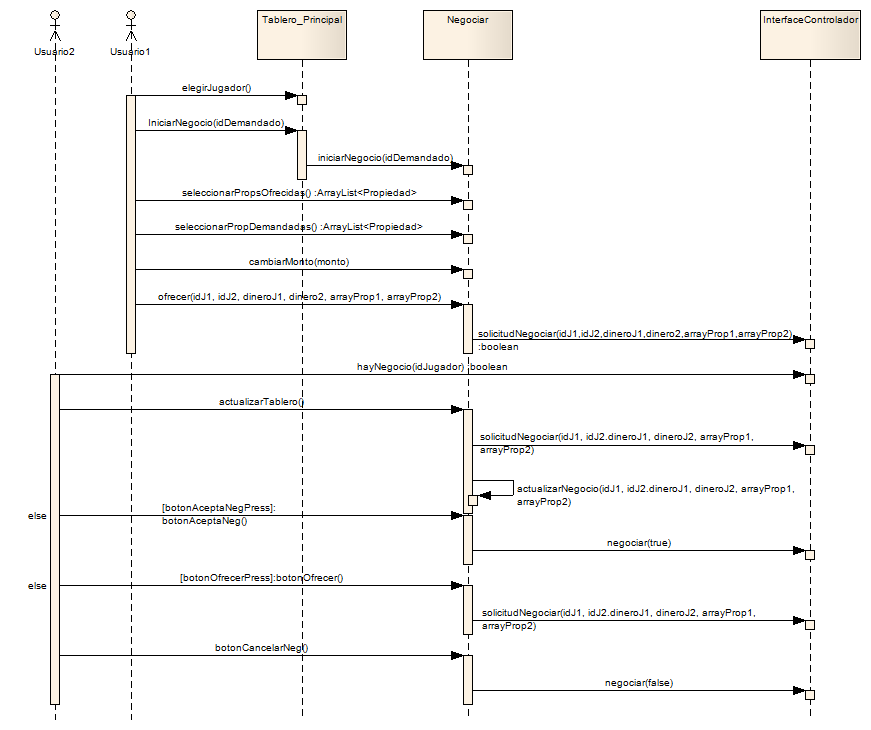 Usuario2
Usuario1
Tablero_Principal
Negociar
InterfaceControlador
elegirJugador()
IniciarNegocio(idDemandado)
iniciarNegocio(idDemandado)
seleccionarPropsOfrecidas() :ArrayList<Propiedad>
seleccionarPropDemandadas() :ArrayList<Propiedad>
cambiarMonto(monto)
ofrecer(idJ1, idJ2, dineroJ1, dinero2, arrayProp1, arrayProp2)
solicitudNegociar(idJ1,idJ2,dineroJ1,dinero2,arrayProp1,arrayProp2)
:boolean
hayNegocio(idJugador) :boolean
actualizarTablero()
solicitudNegociar(idJ1, idJ2.dineroJ1, dineroJ2, arrayProp1,
arrayProp2)
actualizarNegocio(idJ1, idJ2.dineroJ1, dineroJ2, arrayProp1,
arrayProp2)
else
[botonAceptaNegPress]:
botonAceptaNeg()
negociar(true)
else
[botonOfrecerPress]:botonOfrecer()
solicitudNegociar(idJ1, idJ2.dineroJ1, dineroJ2, arrayProp1,
arrayProp2)
botonCancelarNeg()
negociar(false)